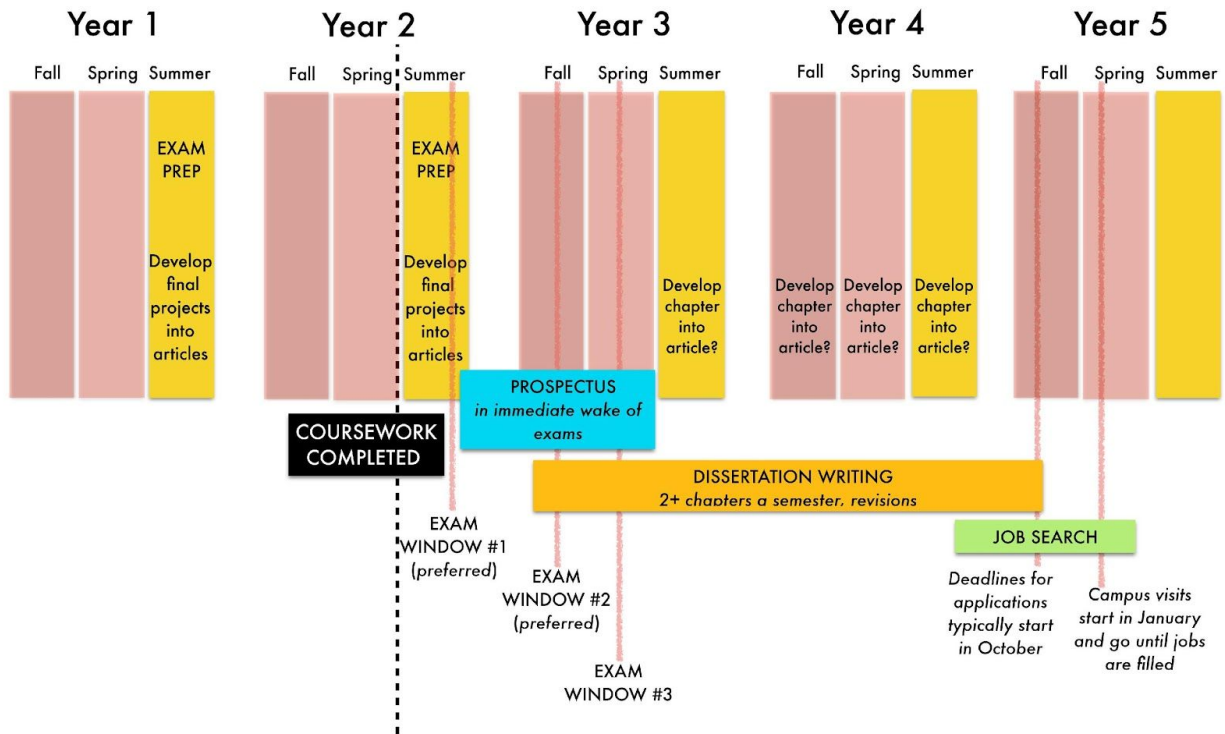 Year 1
Year 2
Year 3
Year 4
Year 5
Fall
Spring
Summer
Fall
Spring
Summer
Fall
Spring
Summer
Fall
Spring
Summer
Fall
Spring
Summer
EXAM
PREP
Develop
final
projects
into
articles
EXAM
PREP
Develop
final
projects
into
articles
Develop
chapter
into
article?
Develop
chapter
into
article?
Develop
chapter
into
article?
Develop
chapter
into
article?
PROSPECTUS
in immediate wake of
exams
COURSEWORK
COMPLETED
DISSERTATION WRITING
2+ chapters a semester, revisions
JOB SEARCH
EXAM
WINDOW #1
(preferred)
EXAM
WINDOW #2
(preferred)
EXAM
WINDOW #3
Deadlines for
applications
typically start
in October
Campus visits
start in January
and go until jobs
are filled